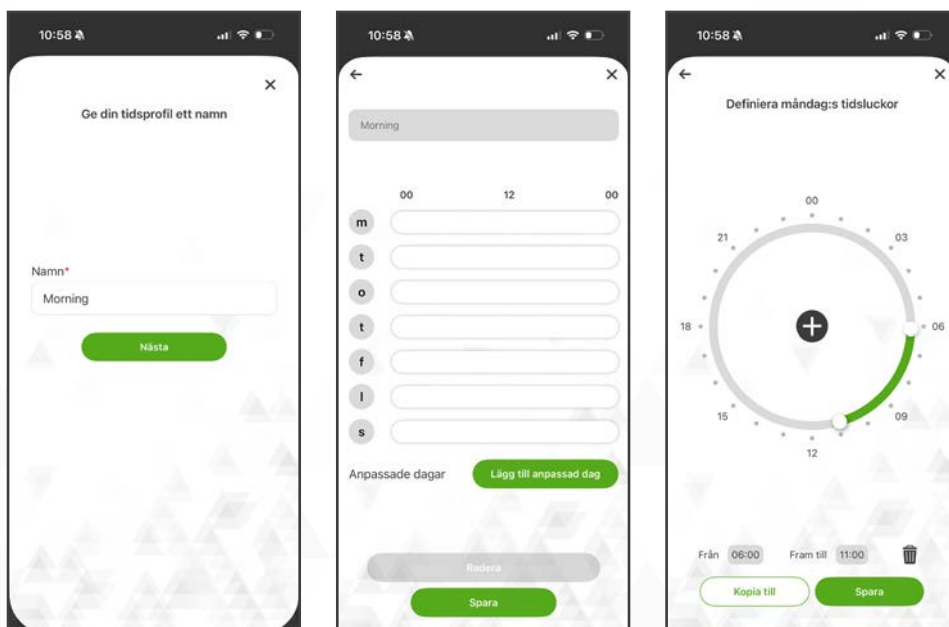 10:58
Ge din tidsprofil ett namn
Namn*
Morning
Nästa
10:58
Morning
00 12 00
m
t
o
t
f
l
s
Anpassade dagar Lägg till anpassad dag
Radera
Spara
10:58
Definiera måndag:s tidsluckor
00
21 03
18 06
15 09
12
Från 06:00 Fram till 11:00
Kopia till Spara